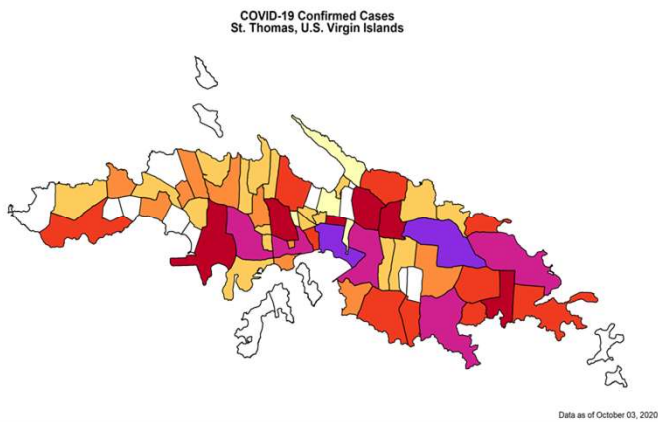 COVID-19 Confirmed Cases
St. Thomas, U.S. Virgin Islands
Data as of October 03, 2020